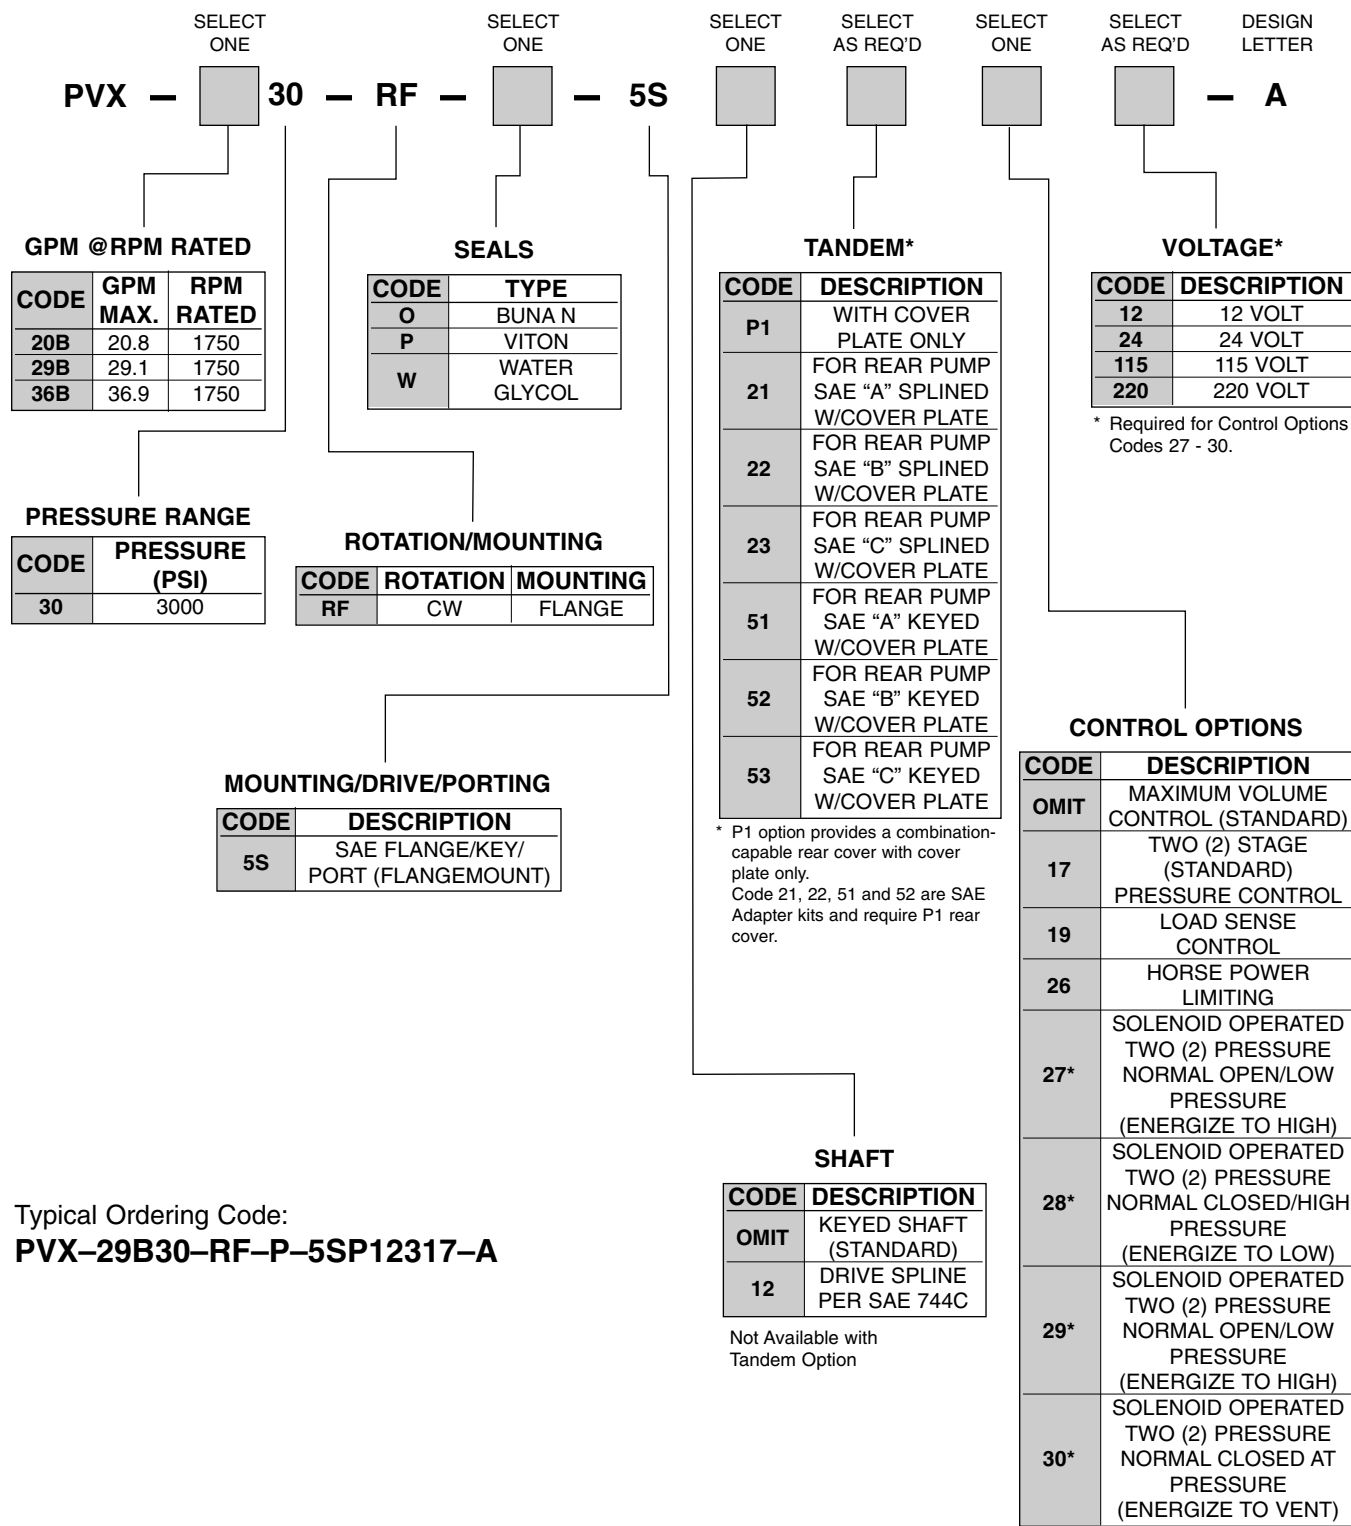 SELECT
ONE
SELECT
ONE
SELECT
ONE
SELECT
AS REQ'D
SELECT
ONE
SELECT
AS REQ'D
DESIGN
LETTER
PVX – 30 – RF – – 5S – A
GPM @RPM RATED
CODE GPM MAX. RPM RATED
20B 20.8 1750
29B 29.1 1750
36B 36.9 1750
SEALS
CODE TYPE
O BUNA N
P VITON
W WATER
GLYCOL
TANDEM*
CODE DESCRIPTION
P1 WITH COVER
PLATE ONLY
21 FOR REAR PUMP
SAE “A” SPLINED
W/COVER PLATE
22 FOR REAR PUMP
SAE “B” SPLINED
W/COVER PLATE
23 FOR REAR PUMP
SAE “C” SPLINED
W/COVER PLATE
51 FOR REAR PUMP
SAE “A” KEYED
W/COVER PLATE
52 FOR REAR PUMP
SAE “B” KEYED
W/COVER PLATE
53 FOR REAR PUMP
SAE “C” KEYED
W/COVER PLATE
* P1 option provides a combination-
capable rear cover with cover
plate only.
Code 21, 22, 51 and 52 are SAE
Adapter kits and require P1 rear
cover.
VOLTAGE*
CODE DESCRIPTION
12 12 VOLT
24 24 VOLT
115 115 VOLT
220 220 VOLT
* Required for Control Options
Codes 27 - 30.
PRESSURE RANGE
CODE PRESSURE
(PSI)
30 3000
ROTATION/MOUNTING
CODE ROTATION MOUNTING
RF CW FLANGE
MOUNTING/DRIVE/PORTING
CODE DESCRIPTION
5S SAE FLANGE/KEY/
PORT (FLANGEMOUNT)
CONTROL OPTIONS
CODE DESCRIPTION
OMIT MAXIMUM VOLUME
CONTROL (STANDARD)
17 TWO (2) STAGE
(STANDARD)
PRESSURE CONTROL
19 LOAD SENSE
CONTROL
26 HORSE POWER
LIMITING
27* SOLENOID OPERATED
TWO (2) PRESSURE
NORMAL OPEN/LOW
PRESSURE
(ENERGIZE TO HIGH)
28* SOLENOID OPERATED
TWO (2) PRESSURE
NORMAL CLOSED/HIGH
PRESSURE
(ENERGIZE TO LOW)
29* SOLENOID OPERATED
TWO (2) PRESSURE
NORMAL OPEN/LOW
PRESSURE
(ENERGIZE TO HIGH)
30* SOLENOID OPERATED
TWO (2) PRESSURE
NORMAL CLOSED AT
PRESSURE
(ENERGIZE TO VENT)
SHAFT
CODE DESCRIPTION
OMIT KEYED SHAFT
(STANDARD)
12 DRIVE SPLINE
PER SAE 744C
Not Available with
Tandem Option
Typical Ordering Code:
PVX–29B30–RF–P–5SP12317–A